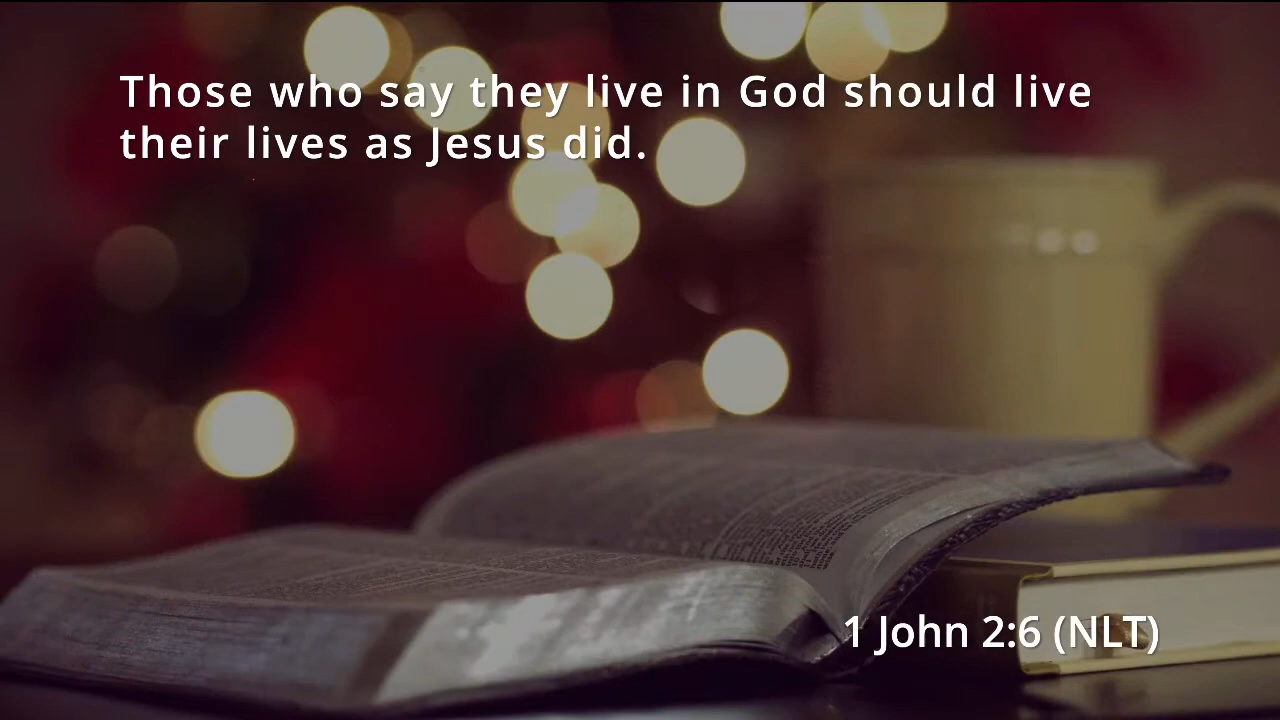 Those who say they live in God should live
their lives as Jesus did.
1 John 2:6 (NLT)